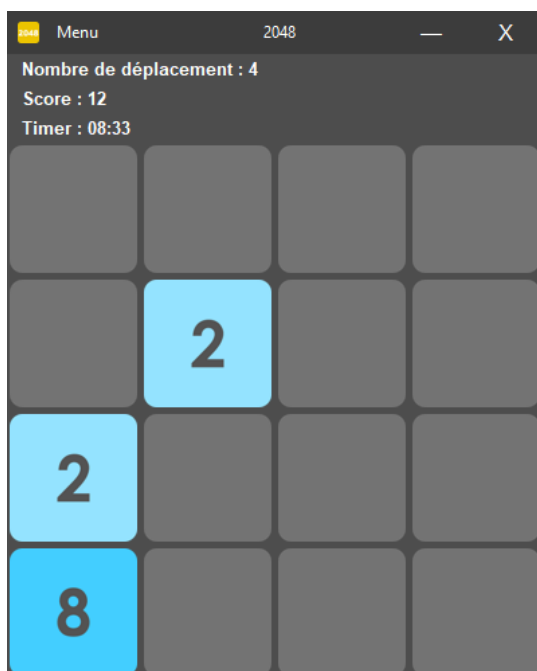 2048 Menu 2048 — X
Nombre de déplacement : 4
Score : 12
Timer : 08:33
2
2
8